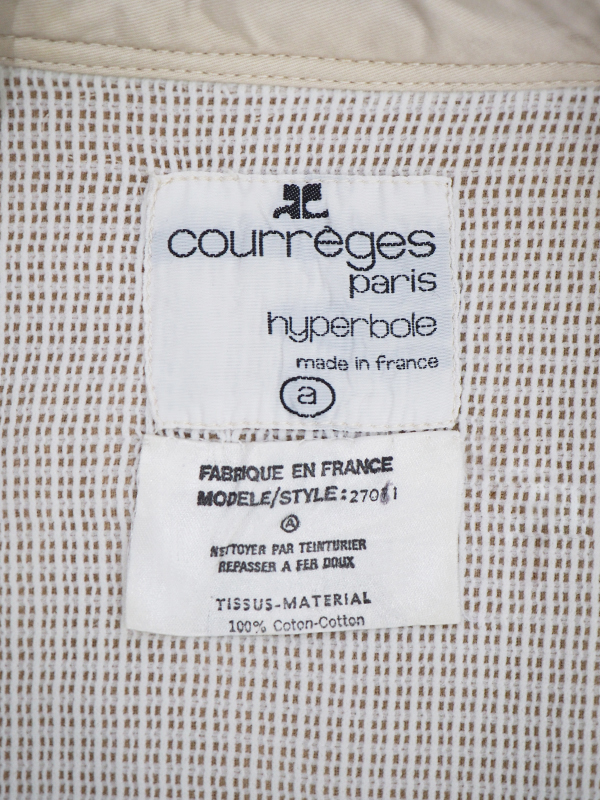 courrèges
paris
hyperbole
made in france
a
FABRIQUE EN FRANCE
MODELE/STYLE:
A
NETTOYER PAR TEINTURIER
REPASSER A FER DOUX
TISSUS-MATERIAL
100% Coton-Cotton